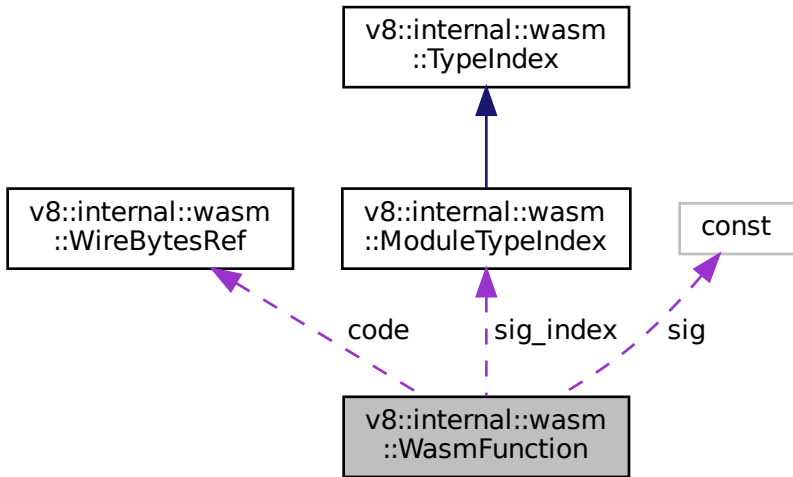 v8::internal::wasm
::TypeIndex
v8::internal::wasm
::WireBytesRef
v8::internal::wasm
::ModuleTypeIndex
const
code
sig_index
sig
v8::internal::wasm
::WasmFunction